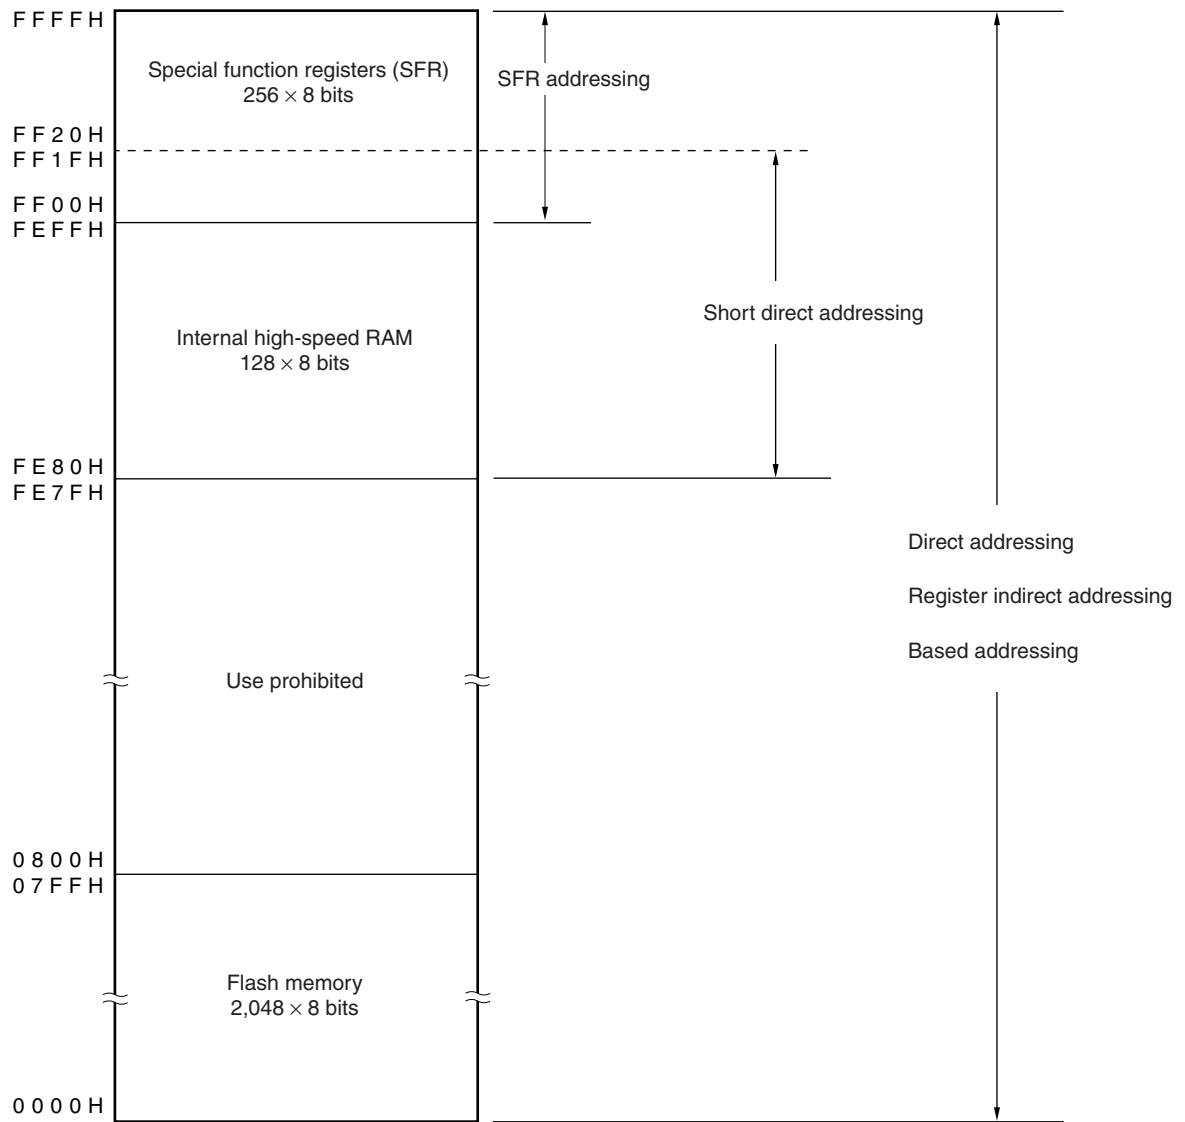 FFFFH
Special function registers (SFR)
256 × 8 bits
SFR addressing
FF20H
FF1FH
FF00H
FEFFH
Internal high-speed RAM
128 × 8 bits
Short direct addressing
FE80H
FE7FH
Direct addressing
Register indirect addressing
Based addressing
Use prohibited
0800H
07FFH
Flash memory
2,048 × 8 bits
0000H